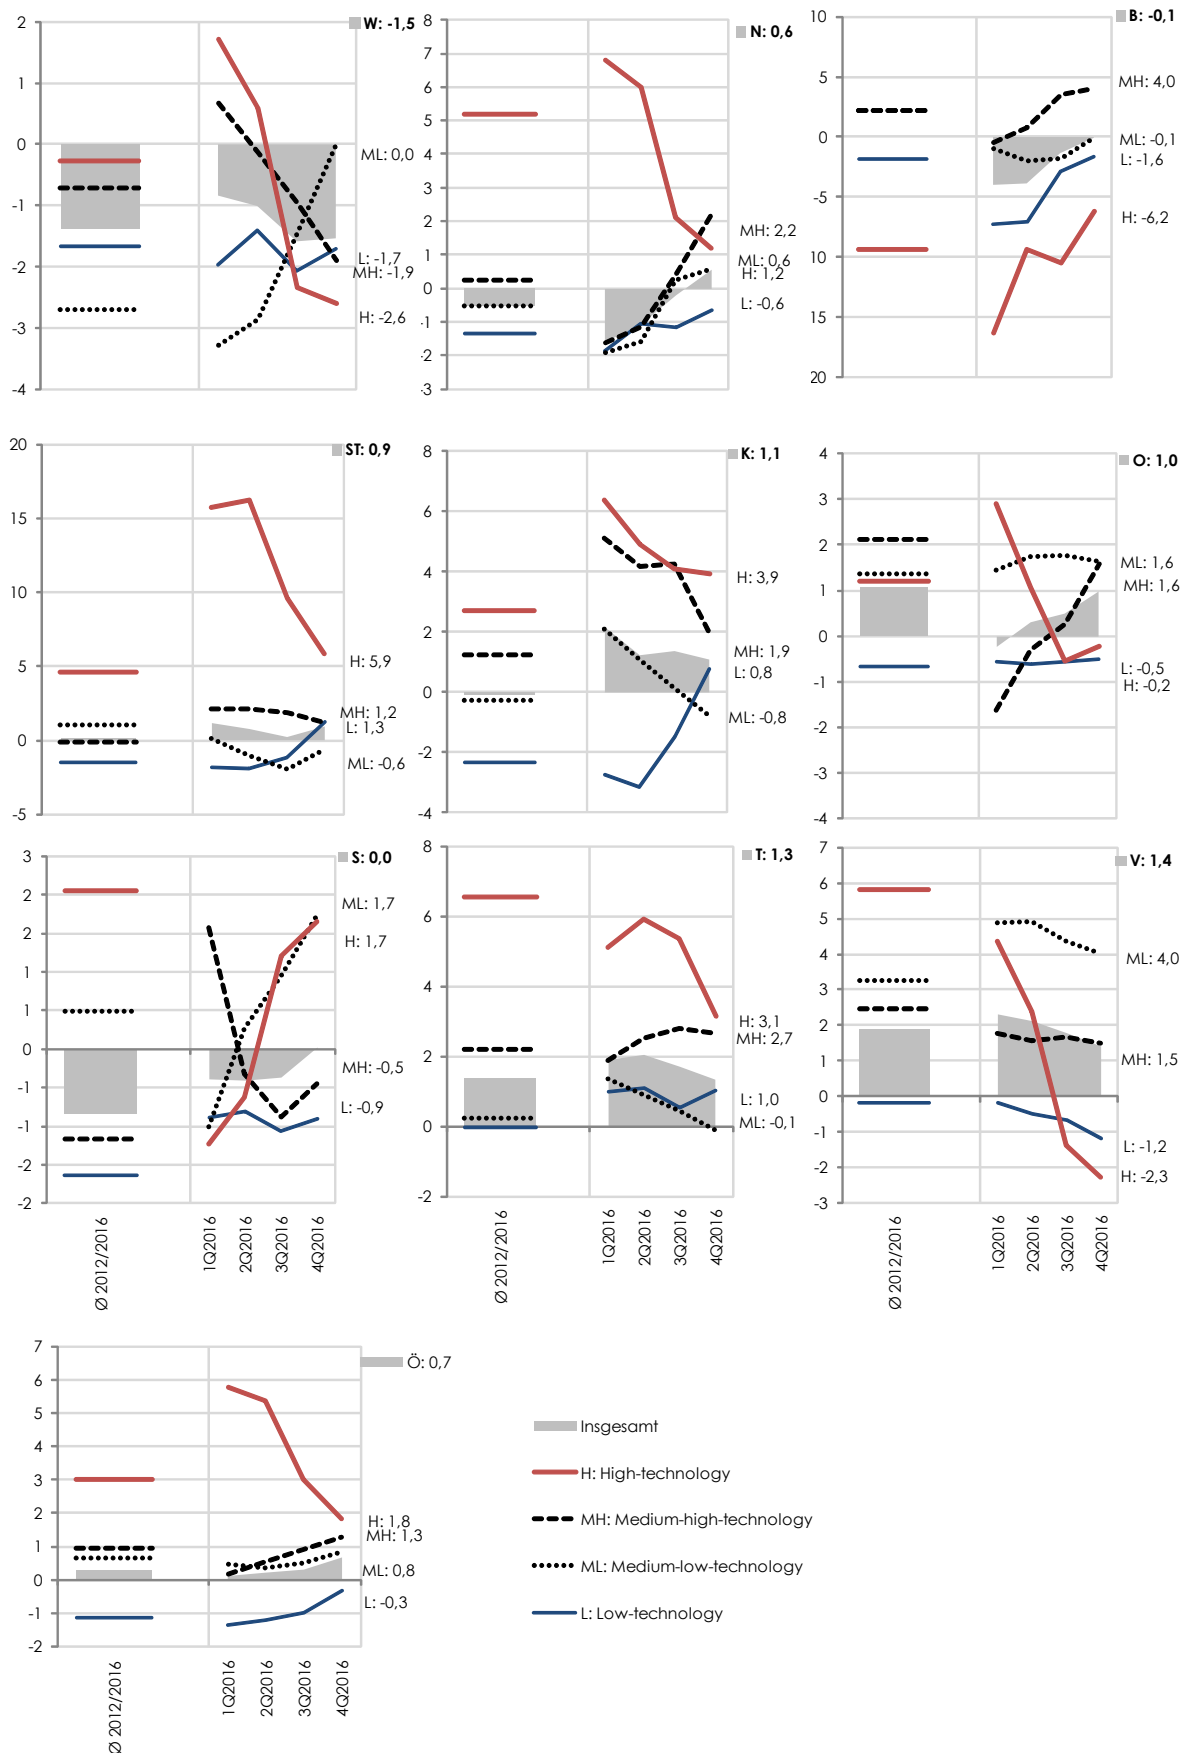 W: -1,5
2
1
0
-1
-2
-3
-4
ML: 0,0
L: -1,7
MH: -1,9
H: -2,6
N: 0,6
8
7
6
5
4
3
2
1
0
-1
-2
-3
MH: 2,2
ML: 0,6
H: 1,2
L: -0,6
B: -0,1
10
5
0
5
10
15
20
MH: 4,0
ML: -0,1
L: -1,6
H: -6,2
ST: 0,9
20
15
10
5
0
-5
H: 5,9
MH: 1,2
L: 1,3
ML: -0,6
K: 1,1
8
6
4
2
0
-2
-4
H: 3,9
MH: 1,9
L: 0,8
ML: -0,8
O: 1,0
4
3
2
1
0
-1
-2
-3
-4
ML: 1,6
MH: 1,6
L: -0,5
H: -0,2
S: 0,0
3
2
2
1
1
0
-1
-1
-2
-2
ML: 1,7
H: 1,7
MH: -0,5
L: -0,9
Ø 2012/2016
1Q2016
2Q2016
3Q2016
4Q2016
T: 1,3
8
6
4
2
0
-2
H: 3,1
MH: 2,7
L: 1,0
ML: -0,1
Ø 2012/2016
1Q2016
2Q2016
3Q2016
4Q2016
V: 1,4
7
6
5
4
3
2
1
0
-1
-2
-3
ML: 4,0
MH: 1,5
L: -1,2
H: -2,3
Ø 2012/2016
1Q2016
2Q2016
3Q2016
4Q2016
Ö: 0,7
7
6
5
4
3
2
1
0
-1
-2
H: 1,8
MH: 1,3
ML: 0,8
L: -0,3
Ø 2012/2016
1Q2016
2Q2016
3Q2016
4Q2016
Insgesamt
H: High-technology
MH: Medium-high-technology
ML: Medium-low-technology
L: Low-technology